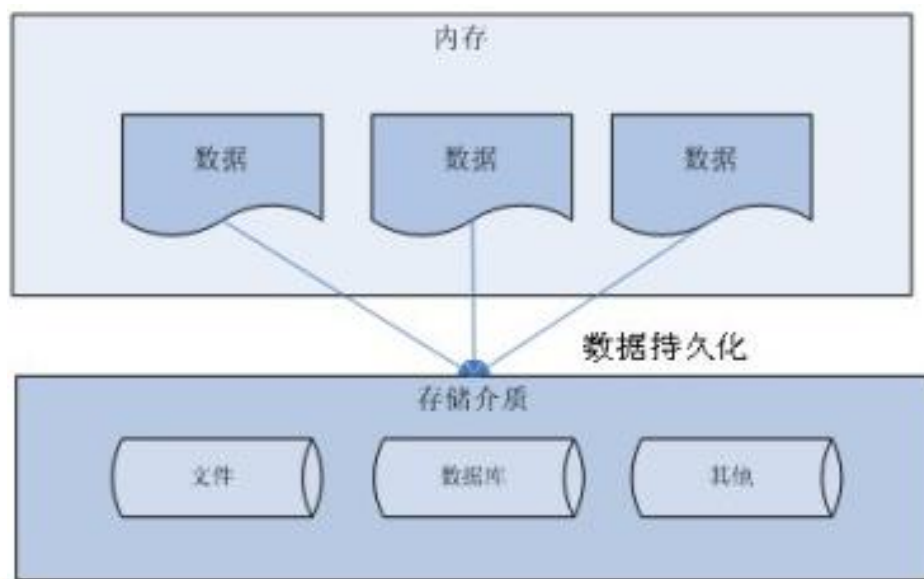 内存
数据 数据 数据
数据持久化
存储介质
文件 数据库 其他